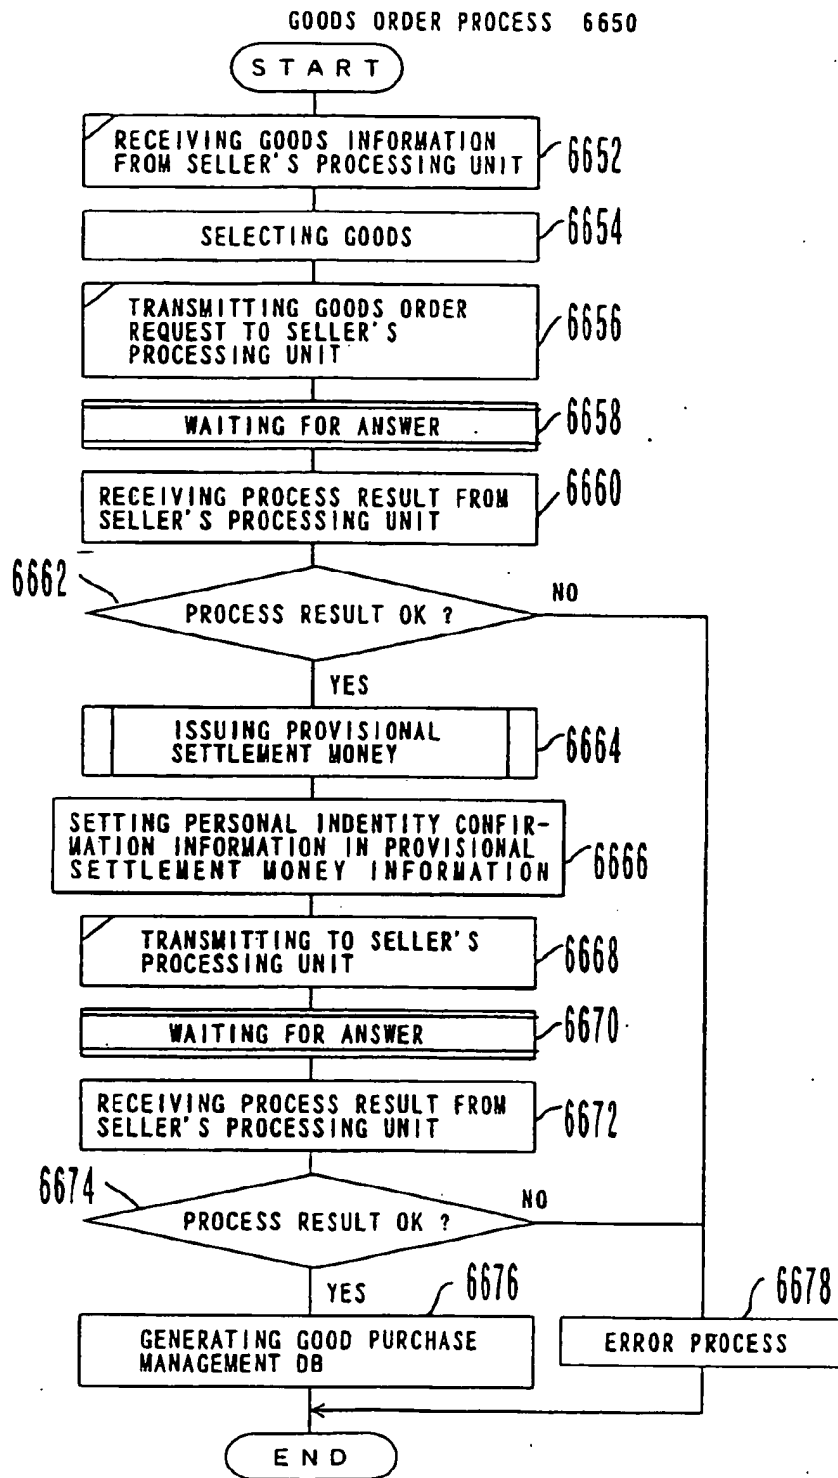 GOODS ORDER PROCESS 6650
START
RECEIVING GOODS INFORMATION
FROM SELLER'S PROCESSING UNIT
6652
SELECTING GOODS
6654
TRANSMITTING GOODS ORDER
REQUEST TO SELLER'S
PROCESSING UNIT
6656
WAITING FOR ANSWER
6658
RECEIVING PROCESS RESULT FROM
SELLER'S PROCESSING UNIT
6660
6662
PROCESS RESULT OK ?
NO
YES
ISSUING PROVISIONAL
SETTLEMENT MONEY
6664
SETTING PERSONAL INDENTITY CONFIR-
MATION INFORMATION IN PROVISIONAL
SETTLEMENT MONEY INFORMATION
6666
TRANSMITTING TO SELLER'S
PROCESSING UNIT
6668
WAITING FOR ANSWER
6670
RECEIVING PROCESS RESULT FROM
SELLER'S PROCESSING UNIT
6672
6674
PROCESS RESULT OK ?
NO
YES
6676
6678
GENERATING GOOD PURCHASE
MANAGEMENT DB
ERROR PROCESS
END